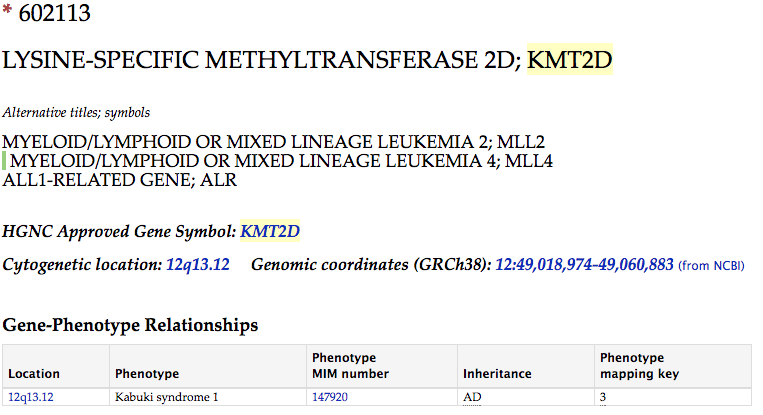 * 602113
LYSINE-SPECIFIC METHYLTRANSFERASE 2D; KMT2D
Alternative titles; symbols
MYELOID/LYMPHOID OR MIXED LINEAGE LEUKEMIA 2; MLL2
MYELOID/LYMPHOID OR MIXED LINEAGE LEUKEMIA 4; MLL4
ALL1-RELATED GENE; ALR
HGNC Approved Gene Symbol: KMT2D
Cytogenetic location: 12q13.12 Genomic coordinates (GRCh38): 12:49,018,974-49,060,883 (from NCBI)
Gene-Phenotype Relationships
Location Phenotype Phenotype MIM number Inheritance Phenotype mapping key
12q13.12 Kabuki syndrome 1 147920 AD 3